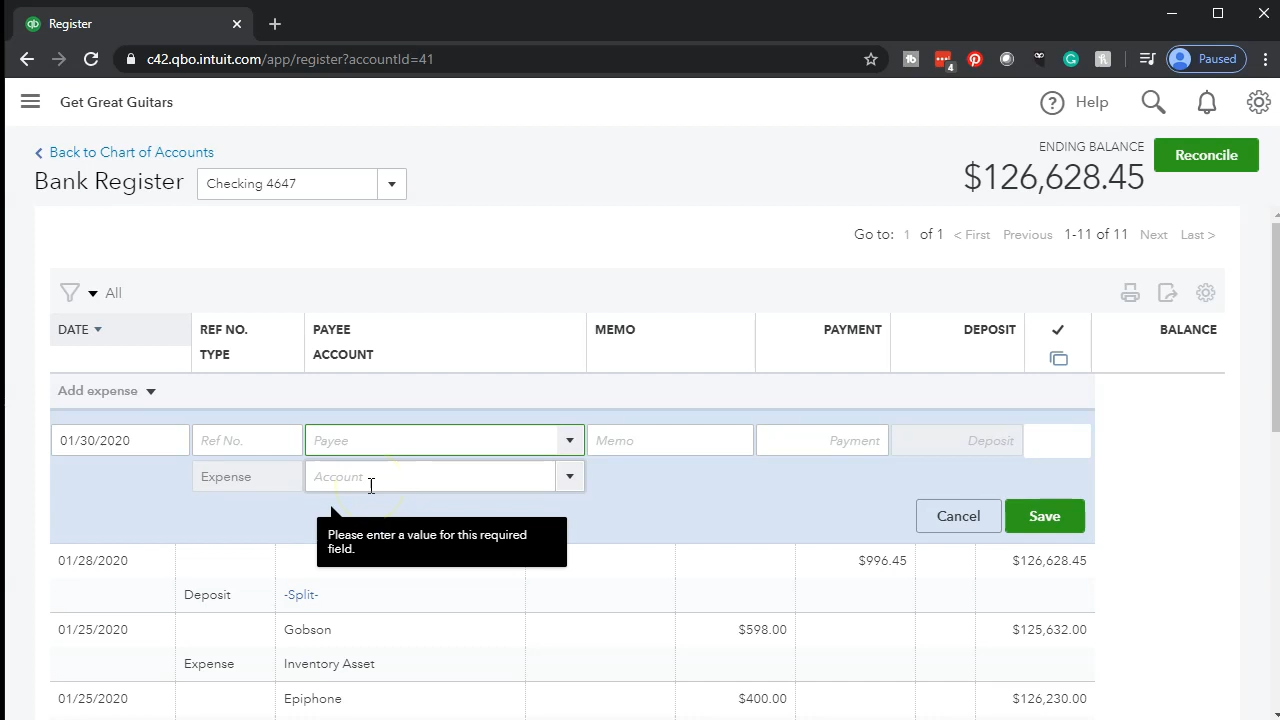 Register
c42.qbo.intuit.com/app/register?accountId=41
4
Paused
Get Great Guitars
Help
Back to Chart of Accounts
ENDING BALANCE
Reconcile
Bank Register
Checking 4647
$126,628.45
Go to: 1 of 1 < First Previous 1-11 of 11 Next Last >
All
DATE REF NO. PAYEE MEMO PAYMENT DEPOSIT BALANCE
TYPE ACCOUNT
Add expense
01/30/2020 Ref No. Payee Memo Payment Deposit
Expense Account
Cancel Save
Please enter a value for this required
field.
01/28/2020 $996.45 $126,628.45
Deposit -Split-
01/25/2020 Gobson $598.00 $125,632.00
Expense Inventory Asset
01/25/2020 Epiphone $400.00 $126,230.00